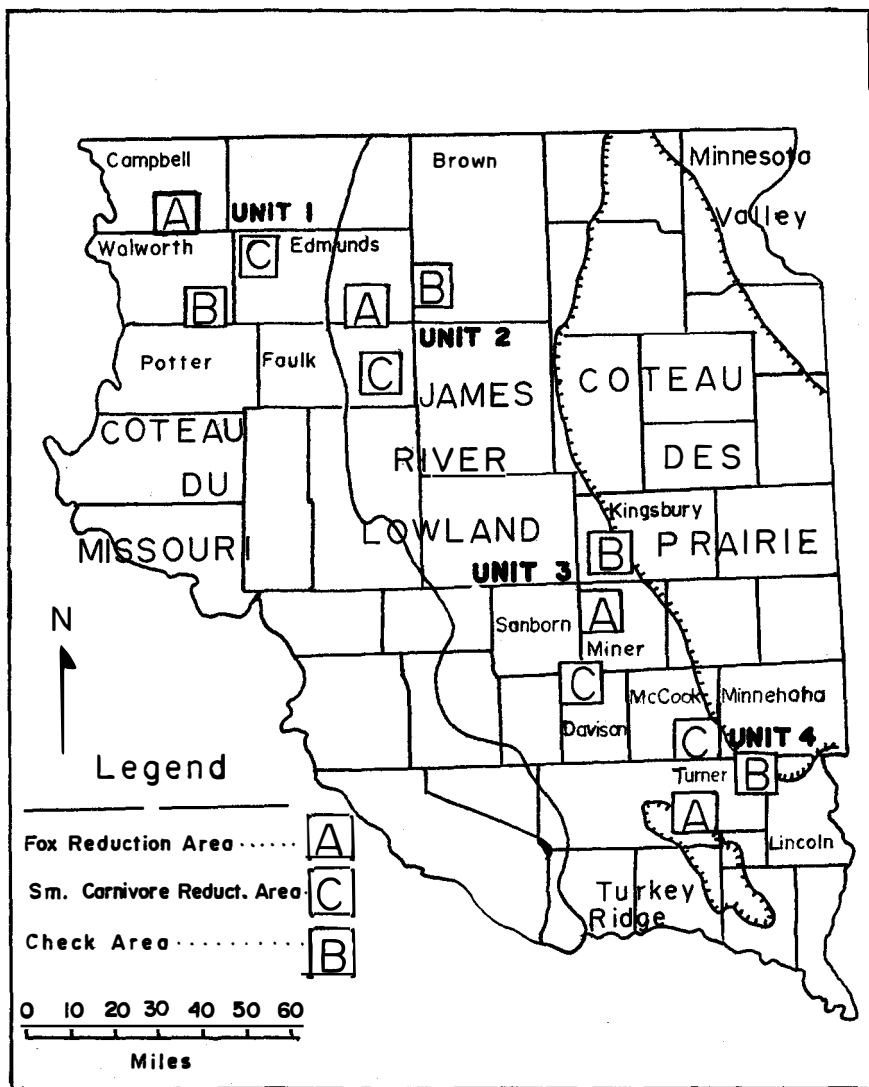 Campbell
Brown
Minnesota
Valley
A
UNIT 1
Walworth
C
Edmunds
B
A
B
UNIT 2
Potter
Faulk
C
JAMES
COTEAU
COTEAU
DU
RIVER
DES
MISSOURI
LOWLAND
Kingsbury
B
PRAIRIE
UNIT 3
N
Sanborn
A
Miner
C
McCook
Minnehaha
Davison
C
UNIT 4
Legend
Turner
B
A
Lincoln
Fox Reduction Area ...... A
Sm. Carnivore Reduct. Area. C
Check Area .......... B
Turkey
Ridge
0 10 20 30 40 50 60
Miles